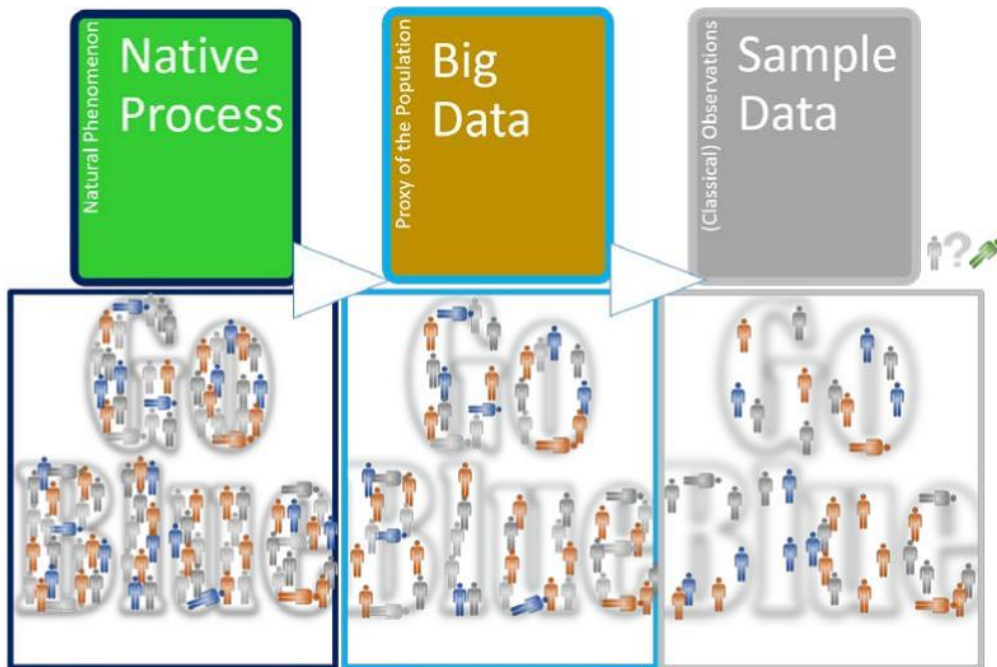 Natural Phenomenon
Native
Process
Proxy of the Population
Big
Data
(Classical) Observations
Sample
Data
?
Go
Blue
Go
Blue
Go
Blue